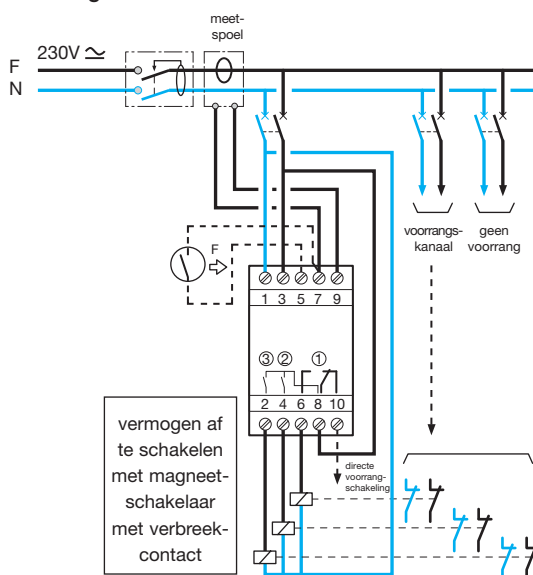 meet-
spoel
230V
F
N
voorrangs-
kanaal
geen
voorrang
F
1 3 5 7 9
③ ② ①
2 4 6 8 10
directe
voorrang-
schakeling
vermogen af
te schakelen
met magneet-
schakelaar
met verbreek-
contact